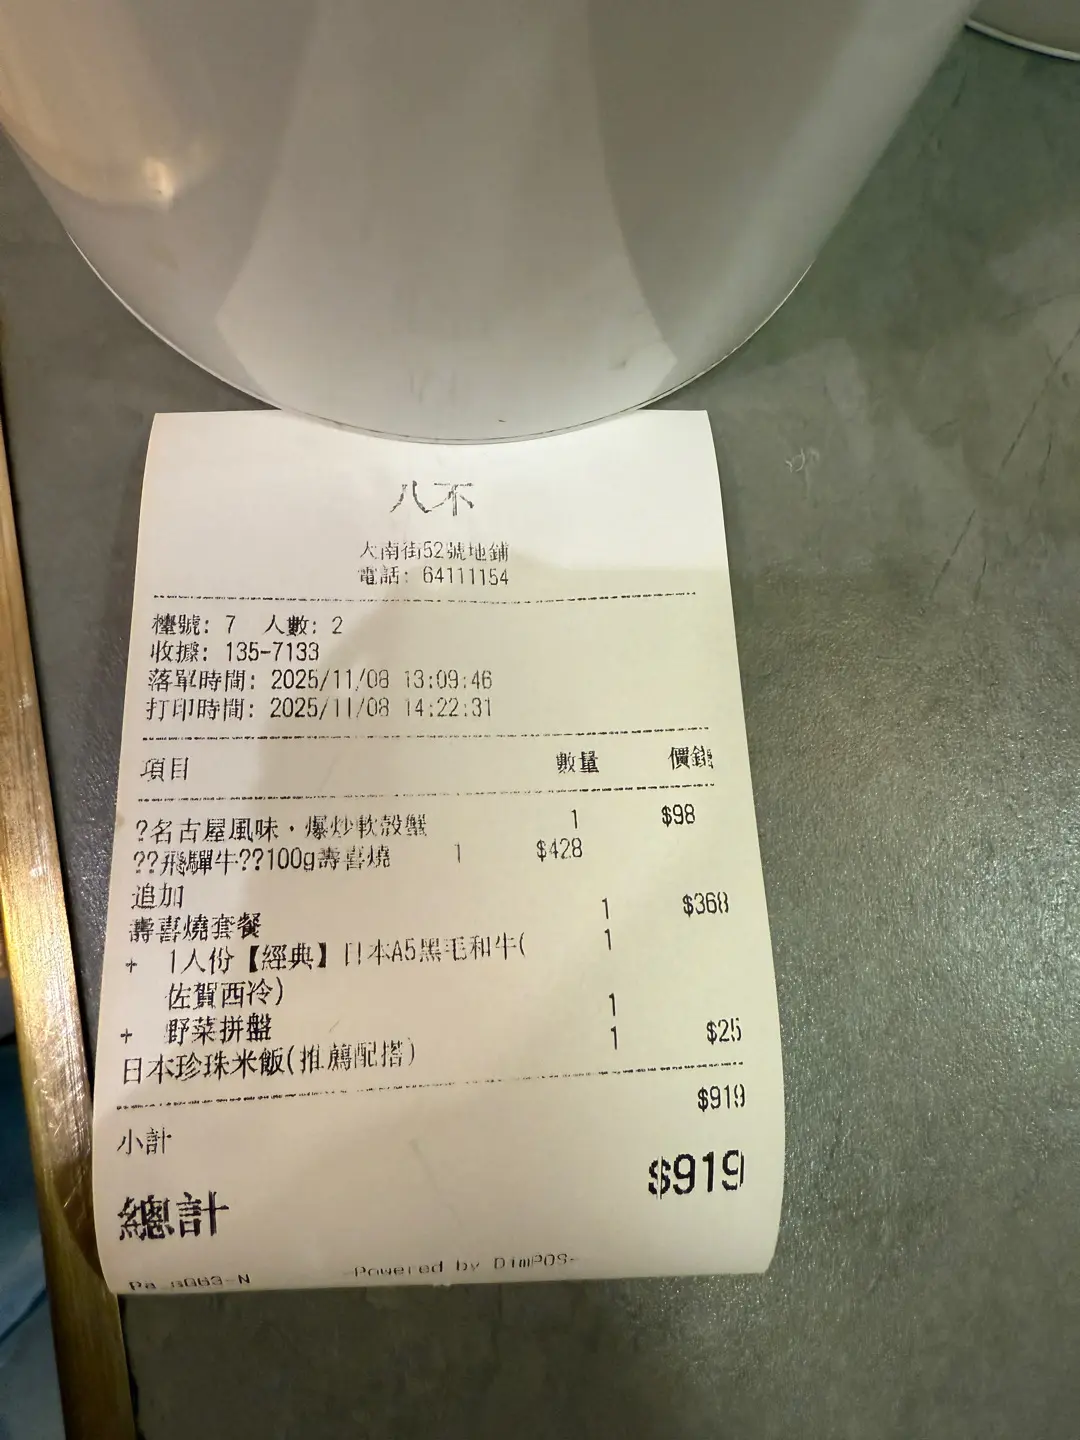 八不
大南街52號地鋪
電話: 64111154
檯號: 7 人數: 2
收據: 135-7133
落單時間: 2025/11/08 13:09:46
打印時間: 2025/11/08 14:22:31
項目 數量 價錢
?名古屋風味・爆炒軟殼蟹 1 $98
??飛驒牛??100g壽喜燒 1 $428
追加
壽喜燒套餐 1 $368
+ 1人份【經典】日本A5黑毛和牛( 1
佐賀西冷)
+ 野菜拼盤 1
日本珍珠米飯(推薦配搭) 1 $25
小計 $919
總計 $919
-Powered by DimPOS-